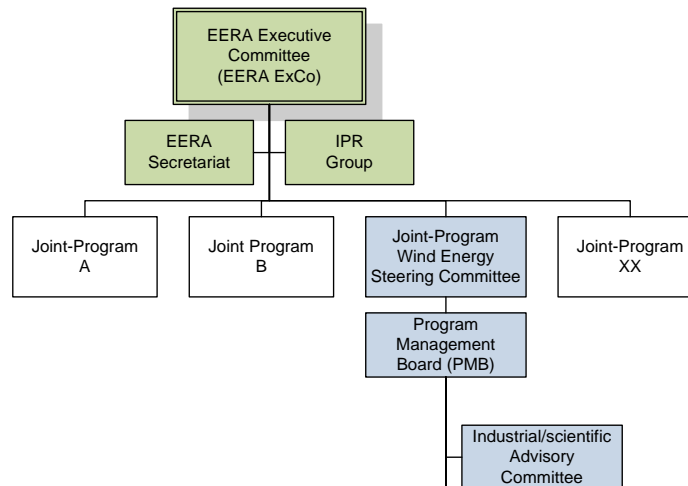 EERA Executive
Committee
(EERA ExCo)
EERA
Secretariat
IPR
Group
Joint-Program
A
Joint Program
B
Joint-Program
Wind Energy
Steering Committee
Joint-Program
XX
Program
Management
Board (PMB)
Industrial/scientific
Advisory
Committee